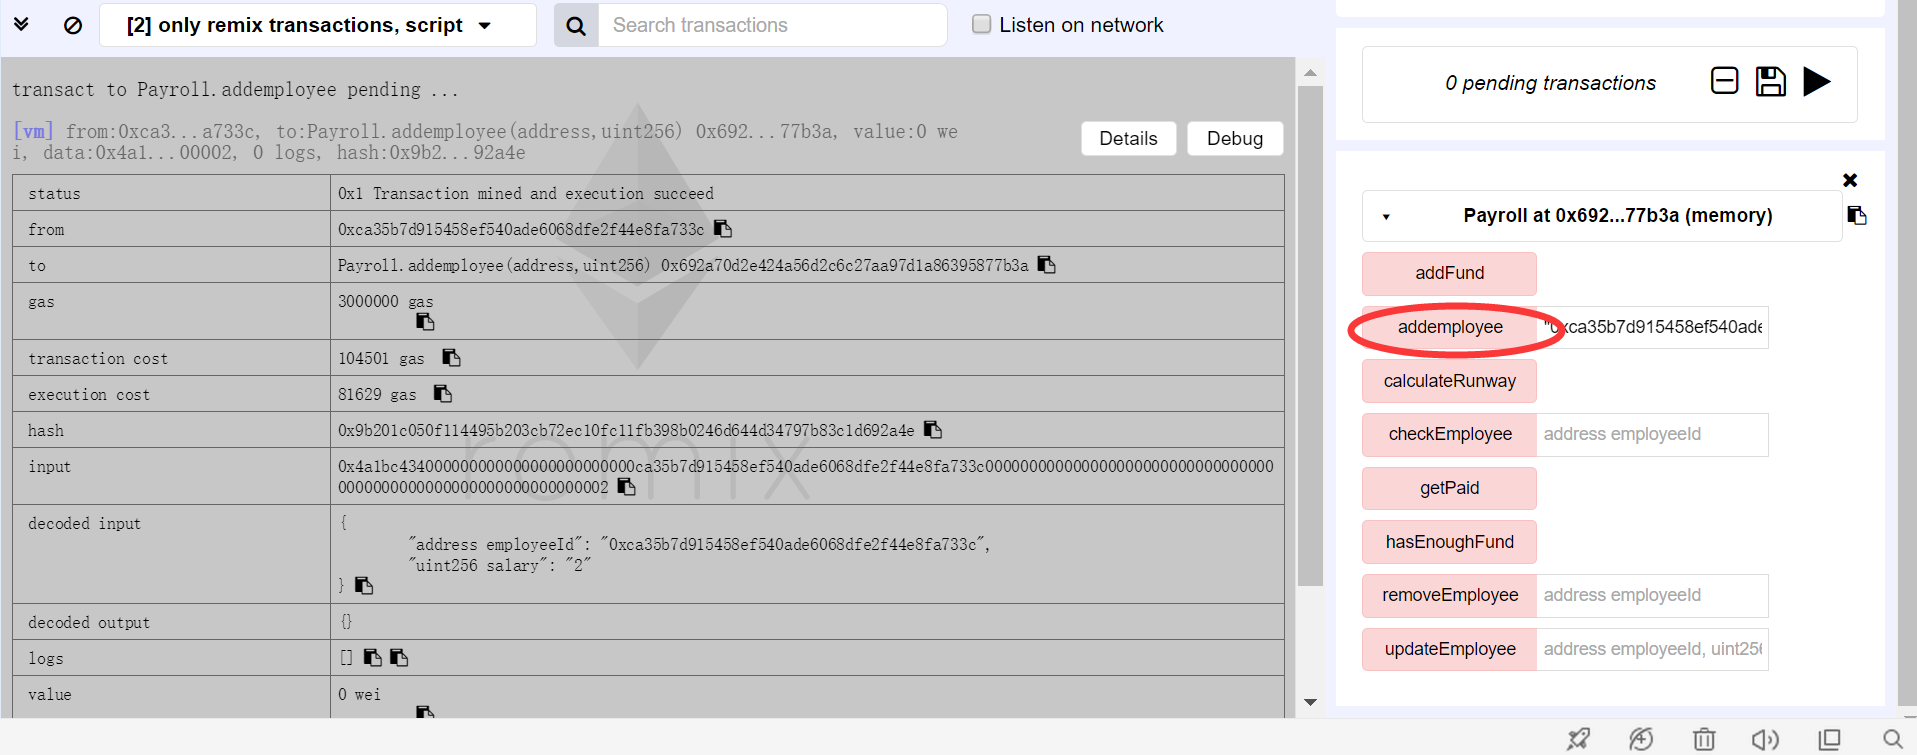 [2] only remix transactions, script
Search transactions
Listen on network
transact to Payroll.addemployee pending ...
[vm] from:0xca3...a733c, to:Payroll.addemployee(address,uint256) 0x692...77b3a, value:0 we
i, data:0x4a1...00002, 0 logs, hash:0x9b2...92a4e
Details
Debug
status 0x1 Transaction mined and execution succeed
from 0xca35b7d915458ef540ade6068dfe2f44e8fa733c
to Payroll.addemployee(address,uint256) 0x692a70d2e424a56d2c6c27aa97d1a86395877b3a
gas 3000000 gas
transaction cost 104501 gas
execution cost 81629 gas
hash 0x9b201c050f114495b203cb72ec10fc11fb398b0246d644d34797b83c1d692a4e
input 0x4a1bc434000000000000000000000000ca35b7d915458ef540ade6068dfe2f44e8fa733c000000000000000000000000000000000
0000000000000000000000000000002
decoded input {
"address employeeId": "0xca35b7d915458ef540ade6068dfe2f44e8fa733c",
"uint256 salary": "2"
}
decoded output {}
logs []
value 0 wei
remix
0 pending transactions
Payroll at 0x692...77b3a (memory)
addFund
addemployee "0xca35b7d915458ef540ade
calculateRunway
checkEmployee address employeeId
getPaid
hasEnoughFund
removeEmployee address employeeId
updateEmployee address employeeId, uint256